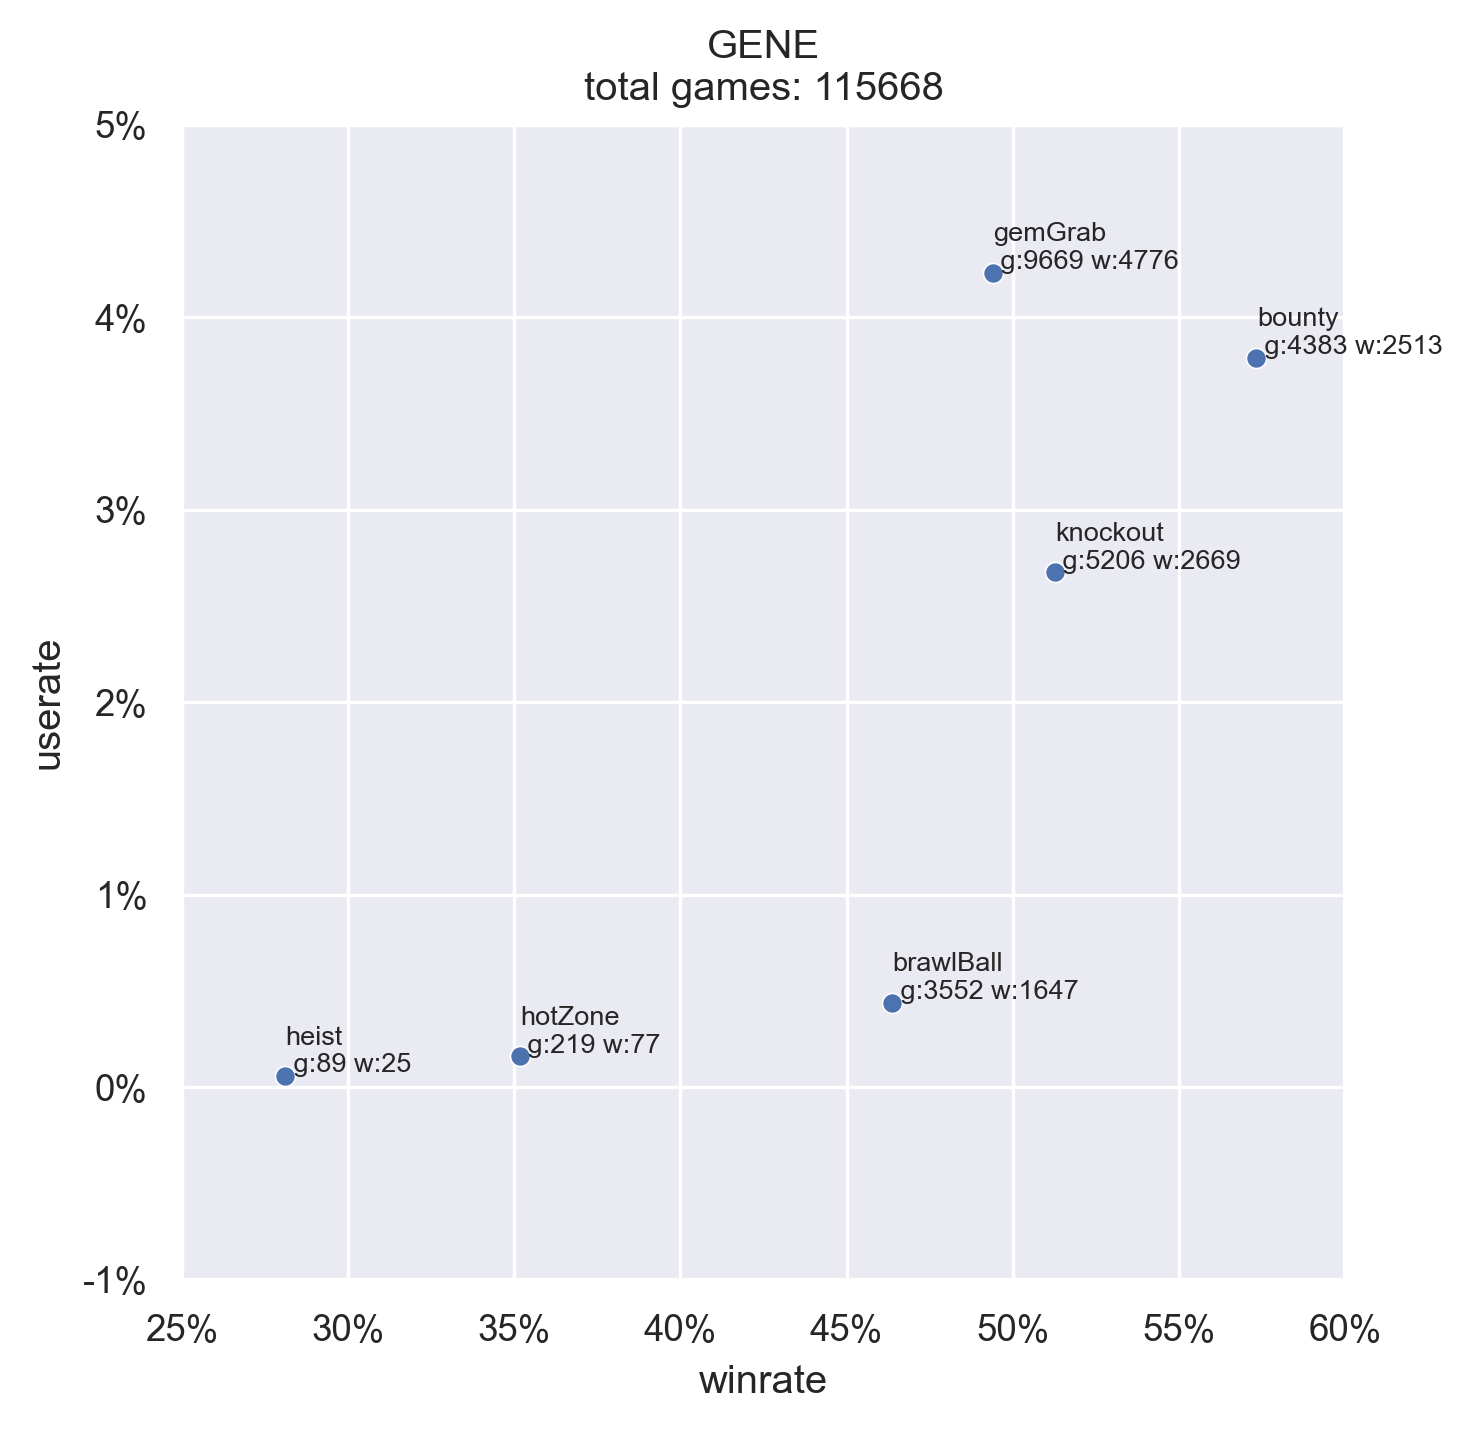 GENE
total games: 115668
5%
4%
3%
2%
1%
0%
-1%
userate
gemGrab
g:9669 w:4776
bounty
g:4383 w:2513
knockout
g:5206 w:2669
brawlBall
g:3552 w:1647
hotZone
g:219 w:77
heist
g:89 w:25
25% 30% 35% 40% 45% 50% 55% 60%
winrate